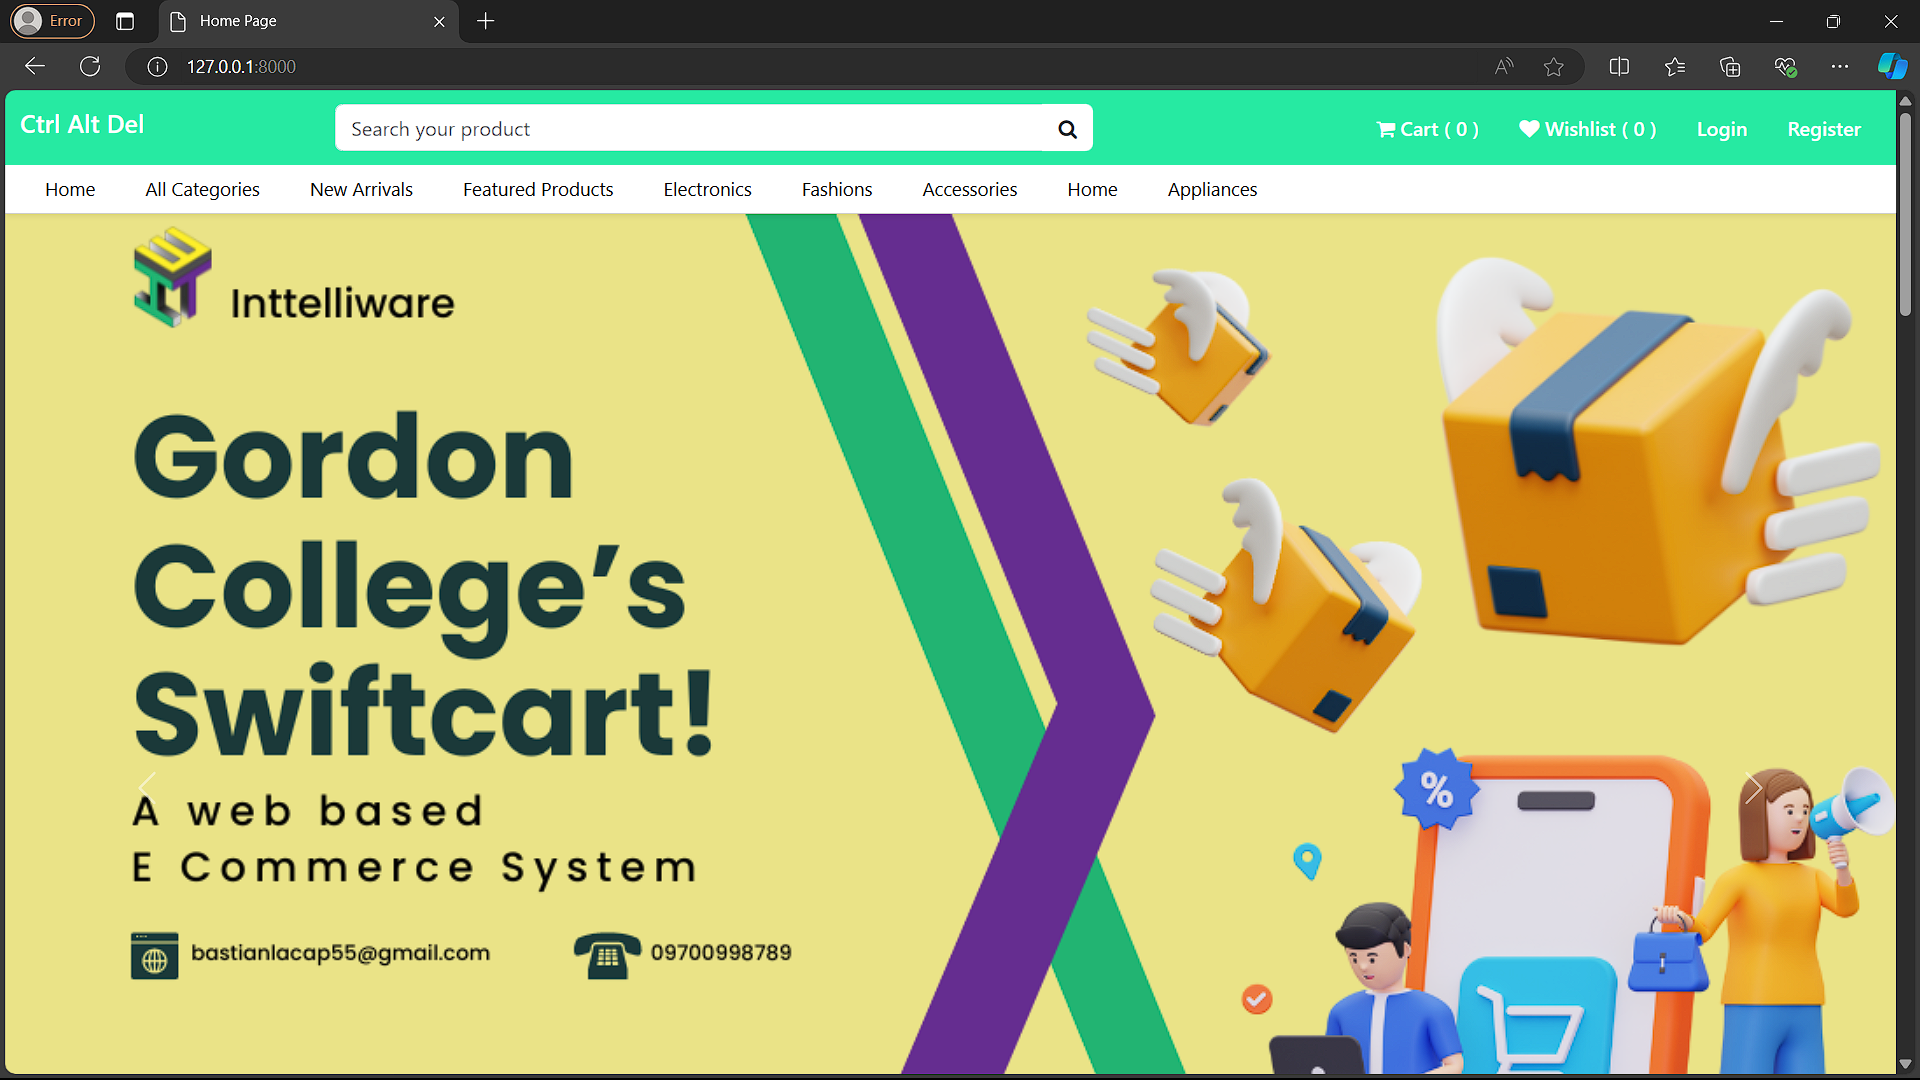 Error
Home Page
127.0.0.1:8000
Ctrl Alt Del
Search your product
Cart ( 0 )
Wishlist ( 0 )
Login
Register
Home
All Categories
New Arrivals
Featured Products
Electronics
Fashions
Accessories
Home
Appliances
Inttelliware
Gordon
College’s
Swiftcart!
A web based
E Commerce System
bastianlacap55@gmail.com
09700998789
%